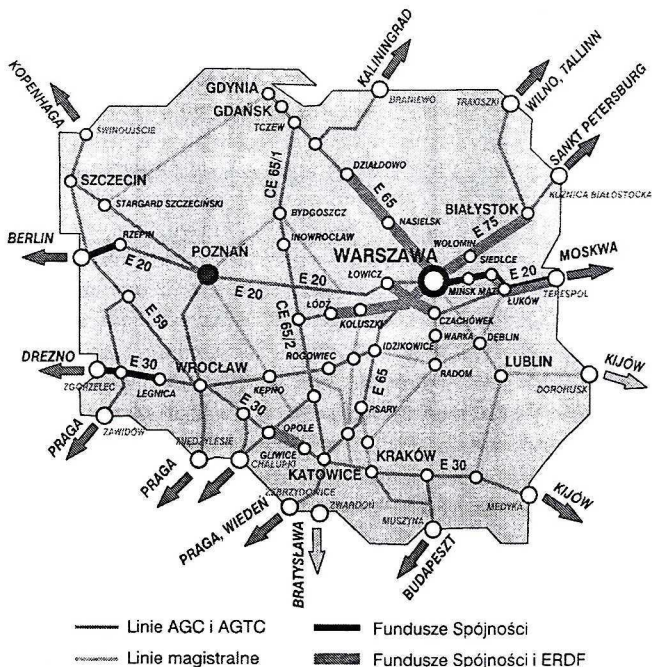 KALININGRAD
WILNO, TALLINN
KOPENHAGA
SANKT PETERSBURG
GDYNIA
GDAŃSK
TCZEW
BRANIEWO
TRAKISZKI
ŚWINOUJŚCIE
SZCZECIN
STARGARD SZCZECIŃSKI
CE 65/1
DZIAŁDOWO
E 65
NASIELSK
BIAŁYSTOK
E 75
KUŹNICA BIAŁOSTOCKA
BYDGOSZCZ
INOWROCŁAW
BERLIN
RZEPIN
E 20
POZNAŃ
E 20
E 20
WARSZAWA
WOŁOMIN
SIEDLCE
E 20
MOSKWA
ŁOWICZ
MIŃSK MAZ.
ŁUKÓW
TERESPOL
E 59
CE 65/2
ŁÓDŹ
KOLUSZKI
CZACHÓWEK
WARKA
DĘBLIN
DREZNO
ZGORZELEC
E 30
LEGNICA
WROCŁAW
ROGOWIEC
IDZIKOWICE
RADOM
LUBLIN
KIJÓW
DOROHUSK
KĘPNO
E 65
E 30
PSARY
ZAWIDÓW
PRAGA
MIĘDZYLESIE
OPOLE
GLIWICE
CHAŁUPKI
KATOWICE
KRAKÓW
E 30
PRAGA
ZEBRZYDOWICE
ZWARDOŃ
MEDYKA
KIJÓW
PRAGA, WIEDEŃ
BRATYSŁAWA
MUSZYNA
BUDAPESZT
Linie AGC i AGTC
Fundusze Spójności
Linie magistralne
Fundusze Spójności i ERDF